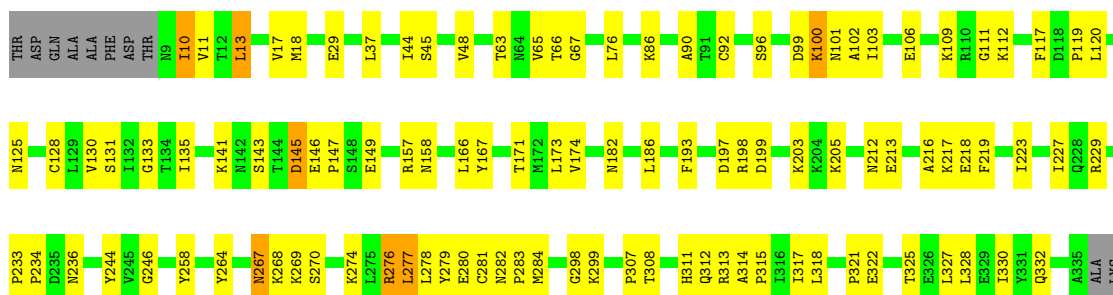 THR ASP GLN ALA ALA PHE ASP THR N9 I10 V11 T12 L13 V17 M18 E29 L37 I44 S45 V48 T63 N64 V65 T66 G67 L76 K86 A90 T91 C92 S96 D99 K100 N101 A102 I103 E106 K109 R110 G111 K112 F117 D118 P119 L120
N125 C128 L129 V130 S131 I132 G133 T134 I135 K141 N142 S143 T144 D145 E146 P147 S148 E149 R157 N158 L166 Y167 T171 M172 L173 V174 N182 L186 F193 D197 R198 D199 K203 K204 K205 N212 E213 A216 K217 E218 F219 I223 I227 Q228 R229
P233 P234 D235 N236 Y244 V245 G246 Y258 Y264 N267 K268 K269 S270 K274 L275 R276 L277 L278 Y279 E280 C281 N282 P283 M284 G298 K299 P307 T308 H311 Q312 R313 A314 P315 I316 I317 L318 P321 E322 T325 E326 L327 L328 E329 I330 Y331 Q332 A335 ALA